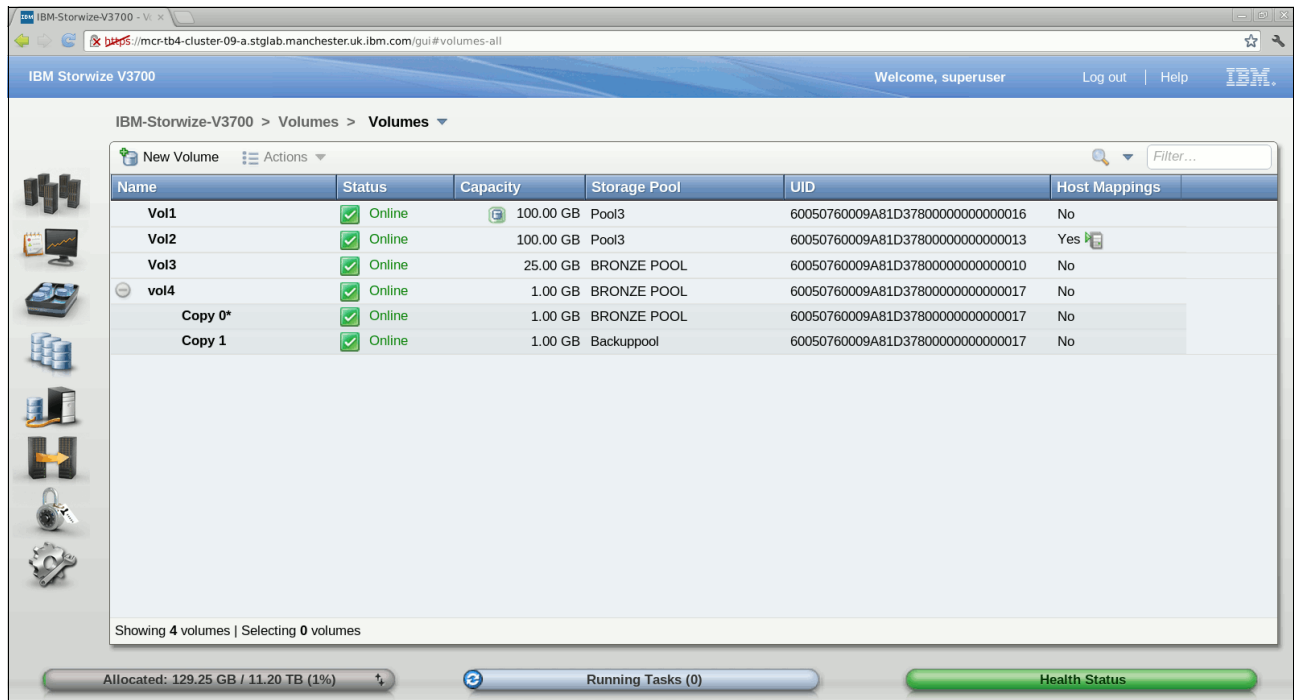 IBM-Storwize-V3700 - Vo
https://mcr-tb4-cluster-09-a.stglab.manchester.uk.ibm.com/gui#volumes-all
IBM Storwize V3700 Welcome, superuser Log out | Help IBM.
IBM-Storwize-V3700 > Volumes > Volumes
New Volume Actions Filter...
Name Status Capacity Storage Pool UID Host Mappings
Vol1 Online 100.00 GB Pool3 60050760009A81D37800000000000016 No
Vol2 Online 100.00 GB Pool3 60050760009A81D37800000000000013 Yes
Vol3 Online 25.00 GB BRONZE POOL 60050760009A81D37800000000000010 No
vol4 Online 1.00 GB BRONZE POOL 60050760009A81D37800000000000017 No
Copy 0* Online 1.00 GB BRONZE POOL 60050760009A81D37800000000000017 No
Copy 1 Online 1.00 GB Backuppool 60050760009A81D37800000000000017 No
Showing 4 volumes | Selecting 0 volumes
Allocated: 129.25 GB / 11.20 TB (1%) Running Tasks (0) Health Status